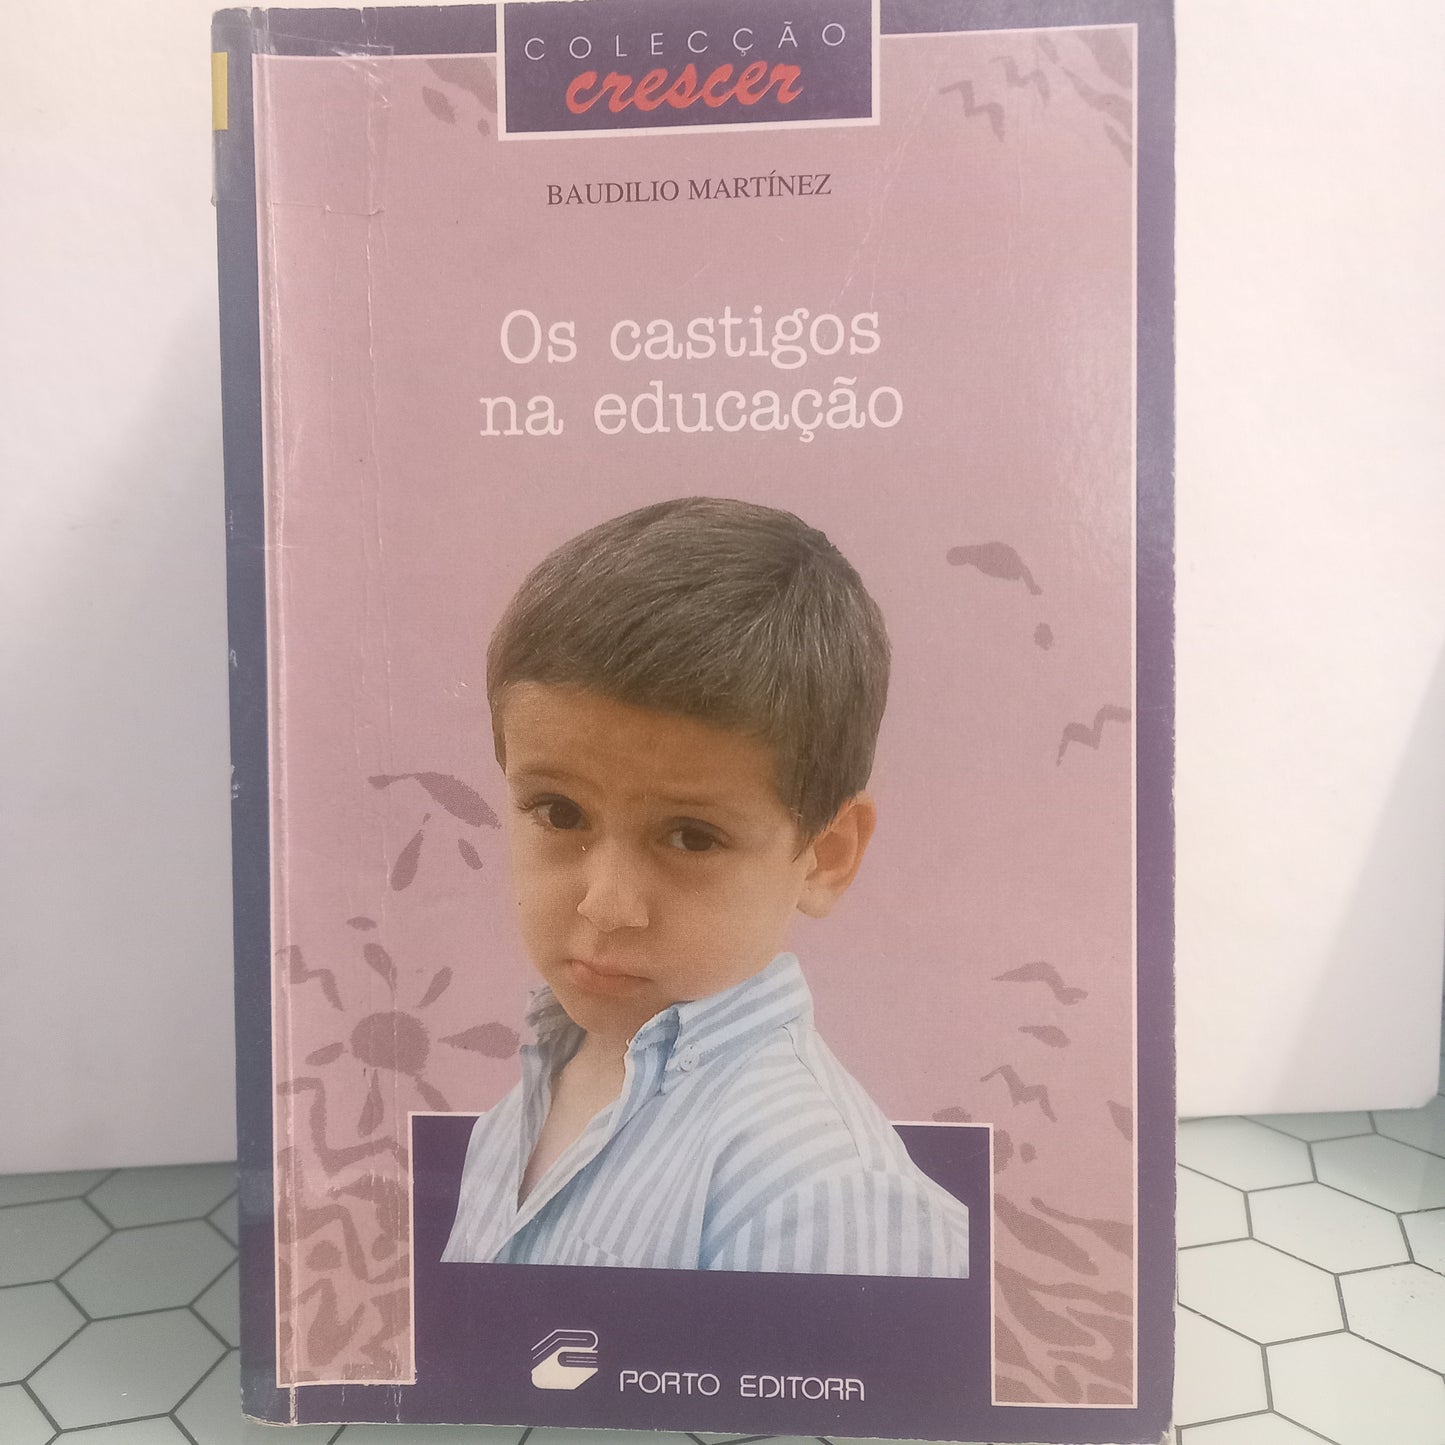 COLECÇÃO
crescer
BAUDILIO MARTÍNEZ
Os castigos
na educação
PORTO EDITORA